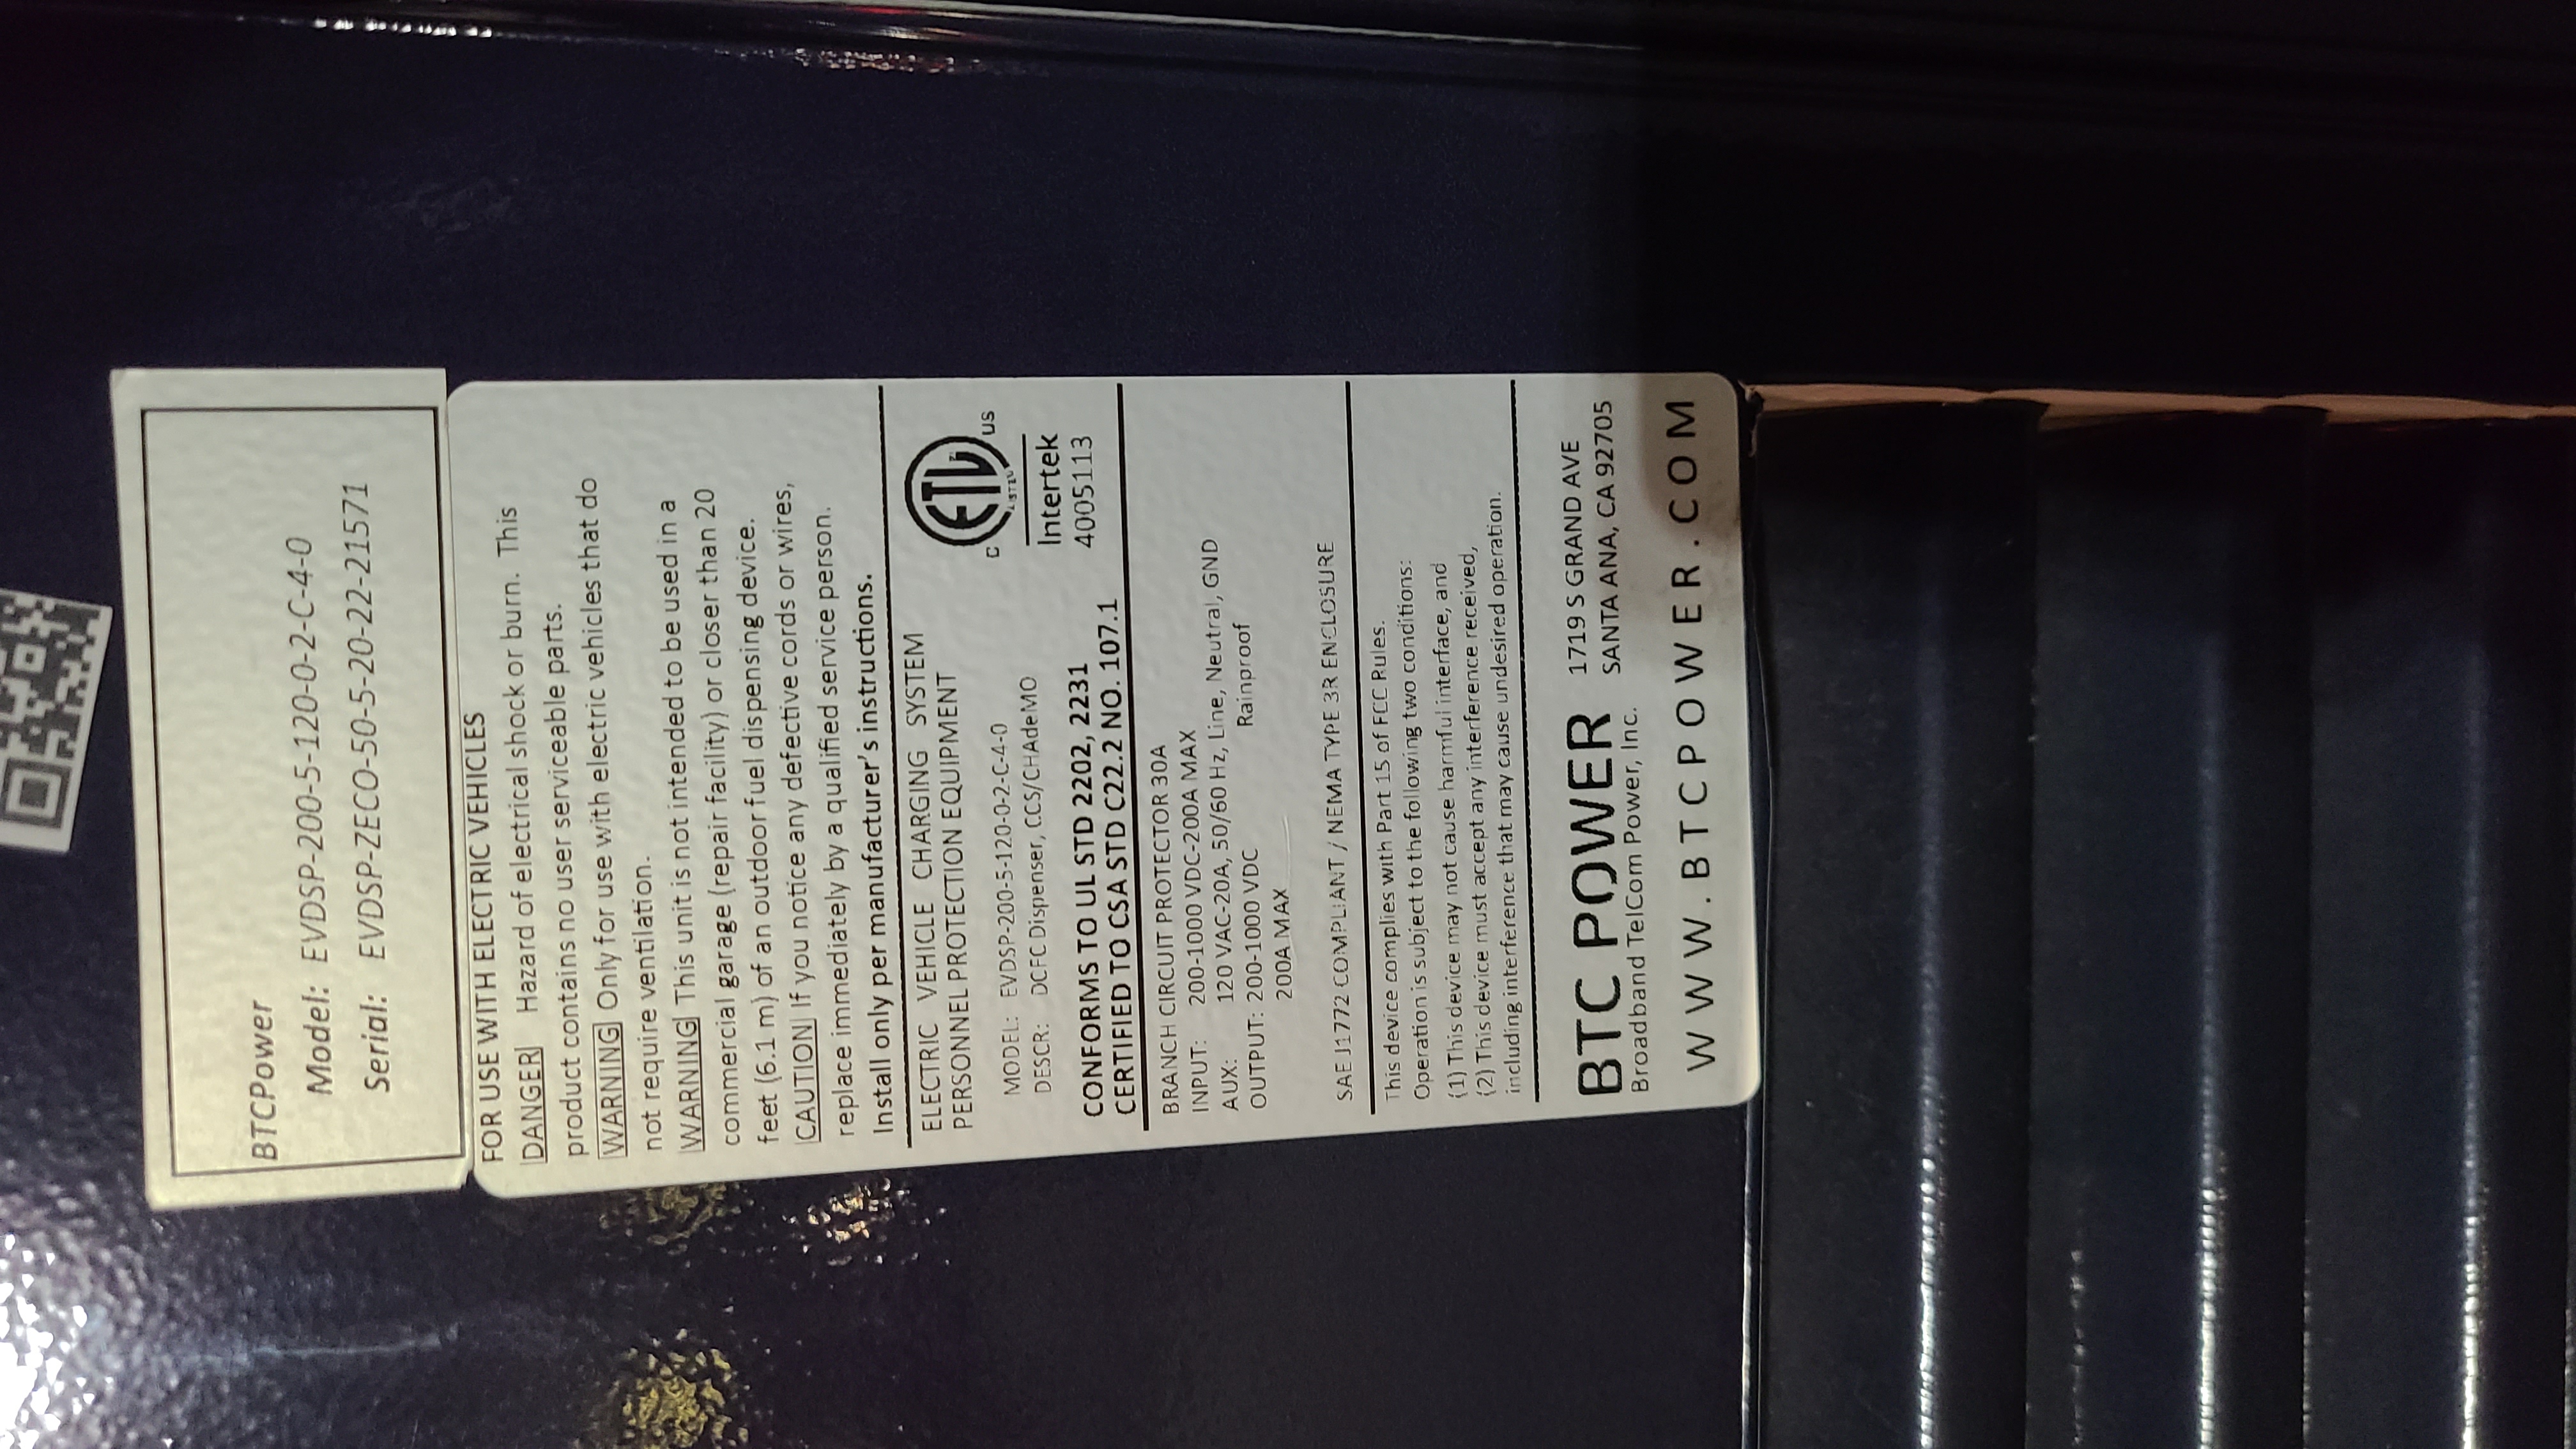 BTCPower
Model: EVDSP-200-5-120-0-2-C-4-0
Serial: EVDSP-ZECO-50-5-20-22-21571
FOR USE WITH ELECTRIC VEHICLES
DANGER Hazard of electrical shock or burn. This
product contains no user serviceable parts.
WARNING Only for use with electric vehicles that do
not require ventilation.
WARNING This unit is not intended to be used in a
commercial garage (repair facility) or closer than 20
feet (6.1 m) of an outdoor fuel dispensing device.
CAUTION If you notice any defective cords or wires,
replace immediately by a qualified service person.
Install only per manufacturer's instructions.
ELECTRIC VEHICLE CHARGING SYSTEM
PERSONNEL PROTECTION EQUIPMENT
C ETL US
LISTED
Intertek
4005113
MODEL: EVDSP-200-5-120-0-2-C-4-0
DESCR: DCFC Dispenser, CCS/CHAdeMO
CONFORMS TO UL STD 2202, 2231
CERTIFIED TO CSA STD C22.2 NO. 107.1
BRANCH CIRCUIT PROTECTOR 30A
INPUT: 200-1000 VDC-200A MAX
AUX: 120 VAC-20A, 50/60 Hz, Line, Neutral, GND
OUTPUT: 200-1000 VDC Rainproof
200A MAX
SAE J1772 COMPLIANT / NEMA TYPE 3R ENCLOSURE
This device complies with Part 15 of FCC Rules.
Operation is subject to the following two conditions:
(1) This device may not cause harmful interface, and
(2) This device must accept any interference received,
including interference that may cause undesired operation.
BTC POWER 1719 S GRAND AVE
Broadband TelCom Power, Inc. SANTA ANA, CA 92705
WWW.BTCPOWER.COM